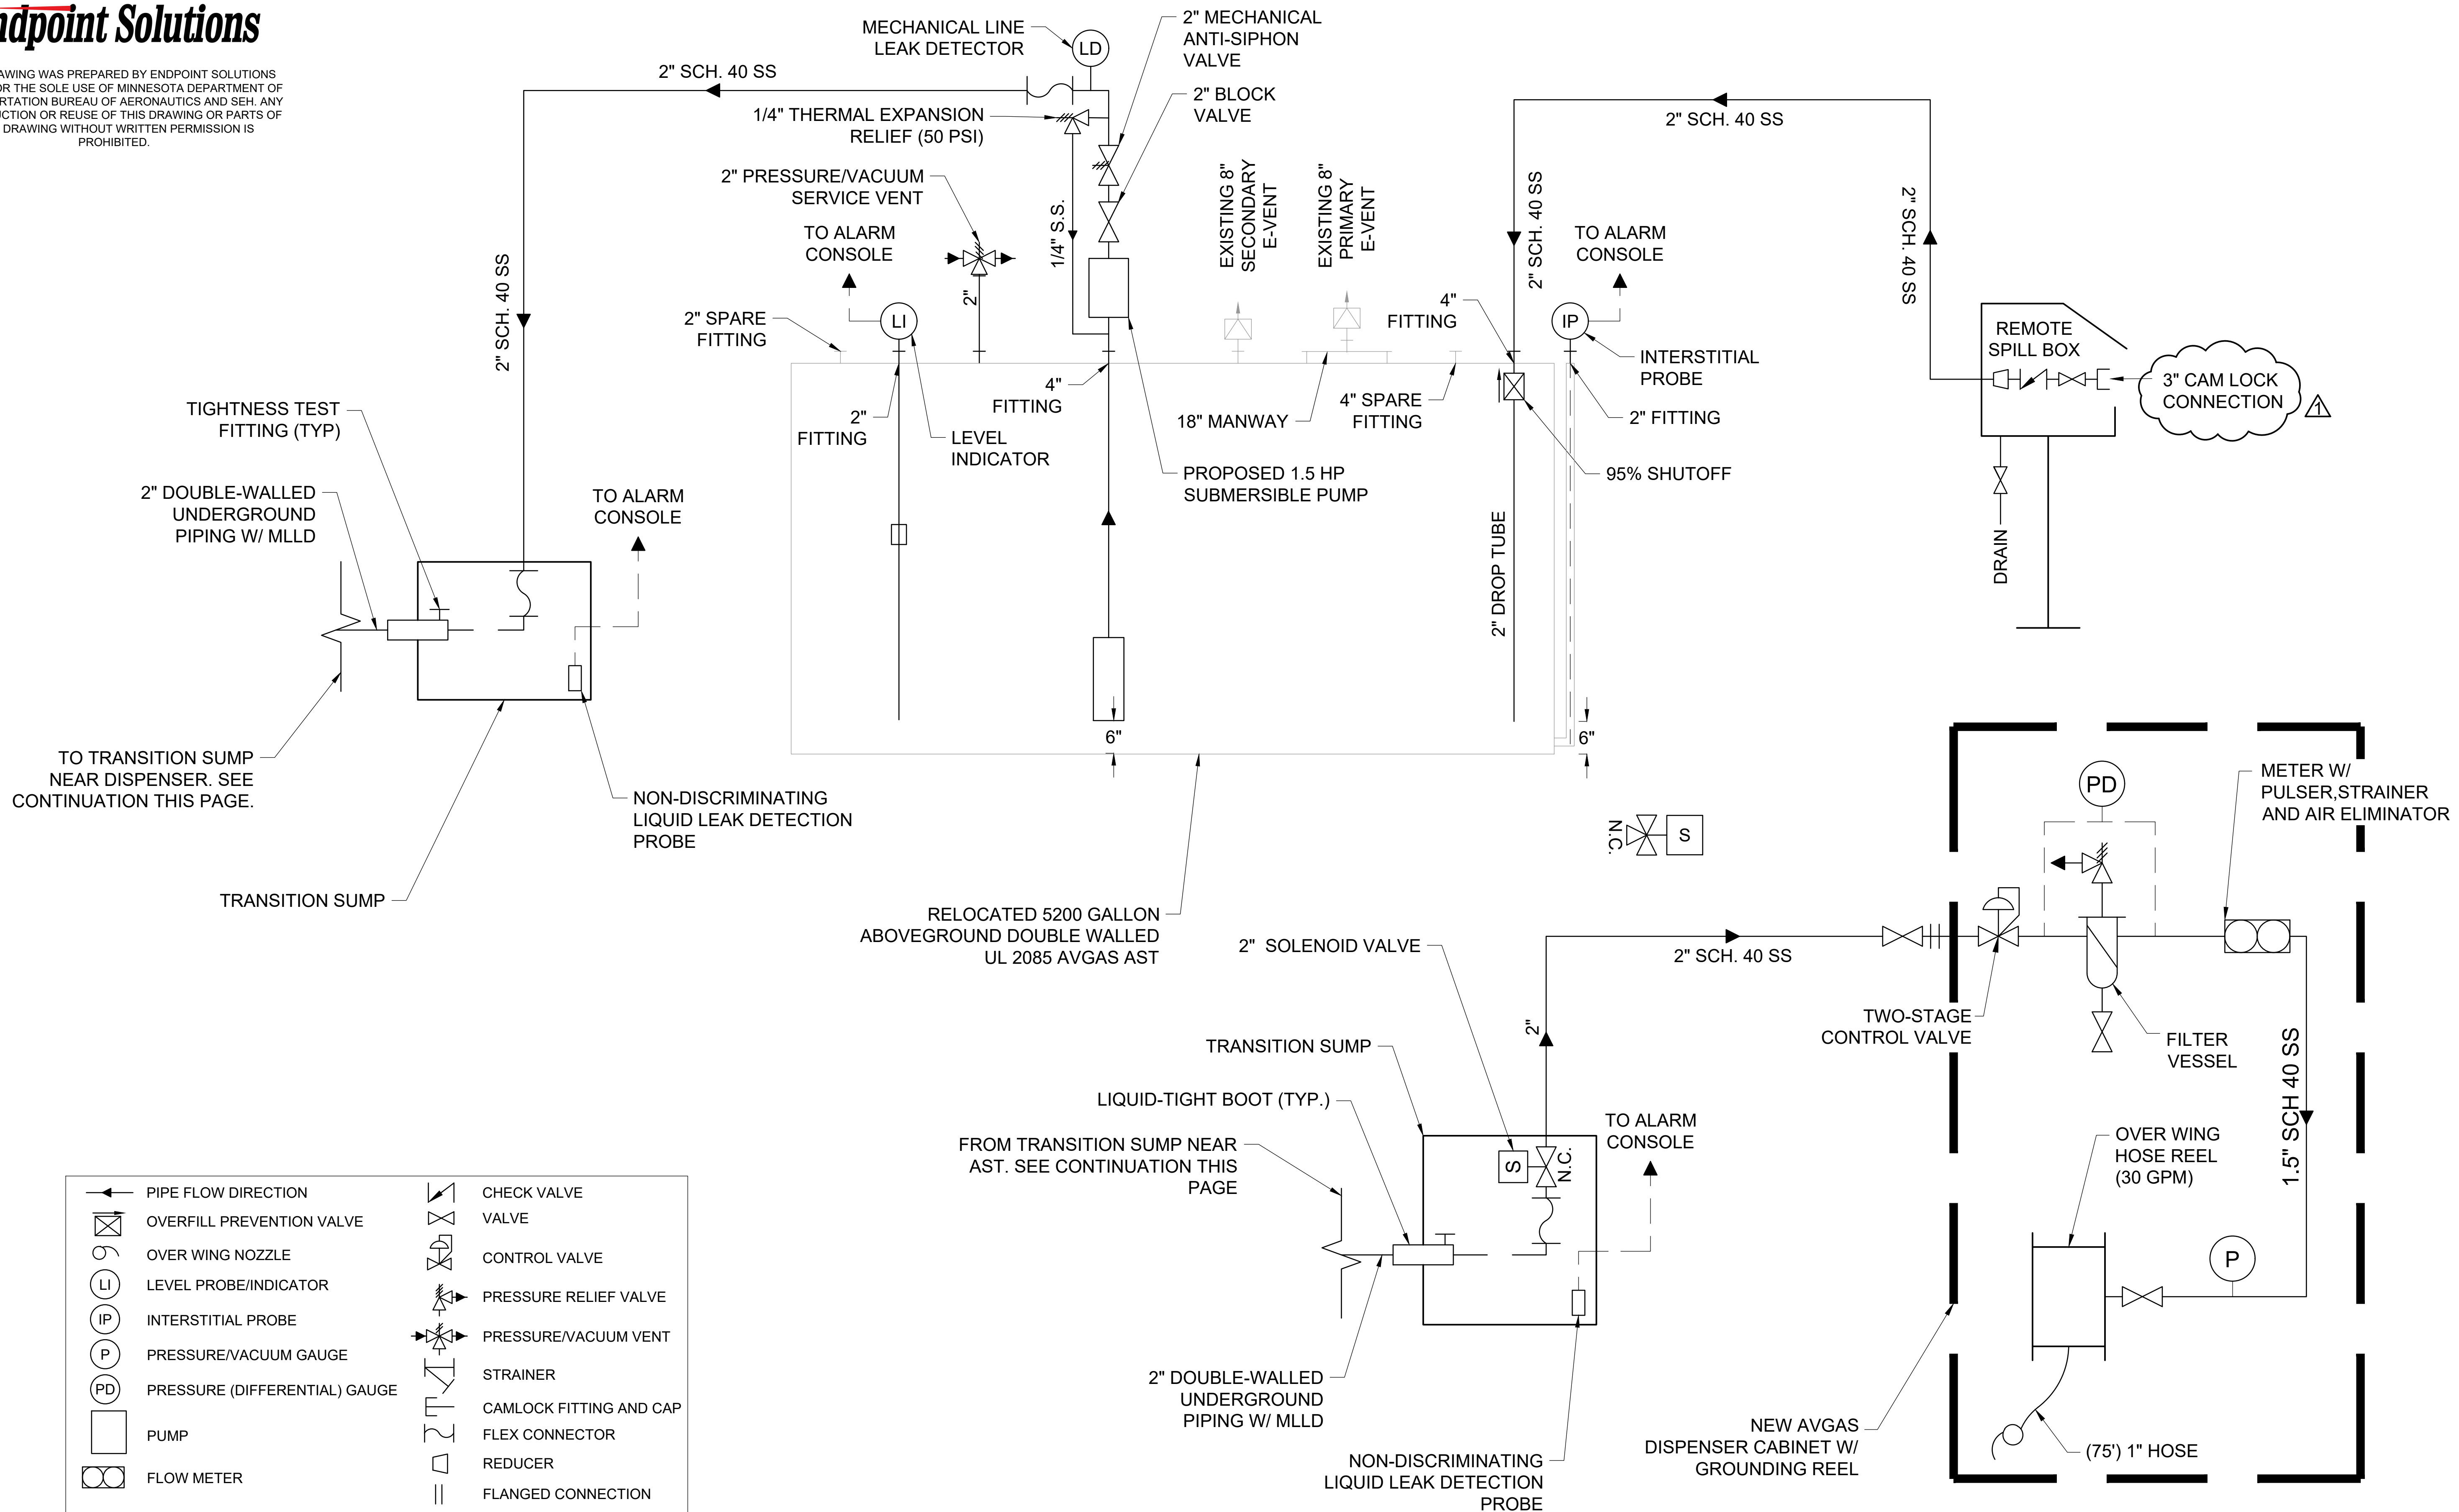 Endpoint Solutions
AWING WAS PREPARED BY ENDPOINT SOLUTIONS
OR THE SOLE USE OF MINNESOTA DEPARTMENT OF
RTATION BUREAU OF AERONAUTICS AND SEH. ANY
UCTION OR REUSE OF THIS DRAWING OR PARTS OF
DRAWING WITHOUT WRITTEN PERMISSION IS
PROHIBITED.
2" SCH. 40 SS
MECHANICAL LINE
LEAK DETECTOR
LD
2" MECHANICAL
ANTI-SIPHON
VALVE
2" BLOCK
VALVE
1/4" THERMAL EXPANSION
RELIEF (50 PSI)
2" PRESSURE/VACUUM
SERVICE VENT
TO ALARM
CONSOLE
1/4" S.S.
2"
2" SCH. 40 SS
2" SPARE
FITTING
LI
EXISTING 8"
SECONDARY
E-VENT
EXISTING 8"
PRIMARY
E-VENT
2" SCH. 40 SS
2" SCH. 40 SS
2" SCH. 40 SS
TO ALARM
CONSOLE
4"
FITTING
IP
INTERSTITIAL
PROBE
2" FITTING
95% SHUTOFF
REMOTE
SPILL BOX
3" CAM LOCK
CONNECTION
1
DRAIN
2"
FITTING
LEVEL
INDICATOR
4"
FITTING
18" MANWAY
4" SPARE
FITTING
PROPOSED 1.5 HP
SUBMERSIBLE PUMP
2" DROP TUBE
6"
6"
TIGHTNESS TEST
FITTING (TYP)
2" DOUBLE-WALLED
UNDERGROUND
PIPING W/ MLLD
TO ALARM
CONSOLE
TO TRANSITION SUMP
NEAR DISPENSER. SEE
CONTINUATION THIS PAGE.
NON-DISCRIMINATING
LIQUID LEAK DETECTION
PROBE
TRANSITION SUMP
RELOCATED 5200 GALLON
ABOVEGROUND DOUBLE WALLED
UL 2085 AVGAS AST
N.C.
S
2"  SOLENOID VALVE
2" SCH. 40 SS
2"
TRANSITION SUMP
LIQUID-TIGHT BOOT (TYP.)
FROM TRANSITION SUMP NEAR
AST. SEE CONTINUATION THIS
PAGE
S
N.C.
TO ALARM
CONSOLE
2" DOUBLE-WALLED
UNDERGROUND
PIPING W/ MLLD
NON-DISCRIMINATING
LIQUID LEAK DETECTION
PROBE
PD
METER W/
PULSER,STRAINER
AND AIR ELIMINATOR
TWO-STAGE
CONTROL VALVE
FILTER
VESSEL
1.5" SCH 40 SS
OVER WING
HOSE REEL
(30 GPM)
P
NEW AVGAS
DISPENSER CABINET W/
GROUNDING REEL
(75') 1" HOSE
PIPE FLOW DIRECTION
OVERFILL PREVENTION VALVE
OVER WING NOZZLE
LI LEVEL PROBE/INDICATOR
IP INTERSTITIAL PROBE
P PRESSURE/VACUUM GAUGE
PD PRESSURE (DIFFERENTIAL) GAUGE
PUMP
FLOW METER
CHECK VALVE
VALVE
CONTROL VALVE
PRESSURE RELIEF VALVE
PRESSURE/VACUUM VENT
STRAINER
CAMLOCK FITTING AND CAP
FLEX CONNECTOR
REDUCER
FLANGED CONNECTION